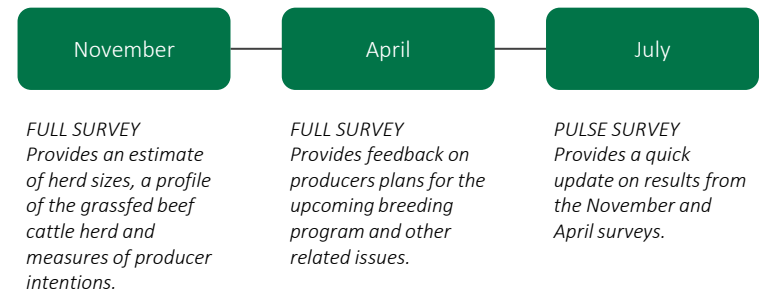 November
April
July
FULL SURVEY
Provides an estimate
of herd sizes, a profile
of the grassfed beef
cattle herd and
measures of producer
intentions.
FULL SURVEY
Provides feedback on
producers plans for the
upcoming breeding
program and other
related issues.
PULSE SURVEY
Provides a quick
update on results from
the November and
April surveys.